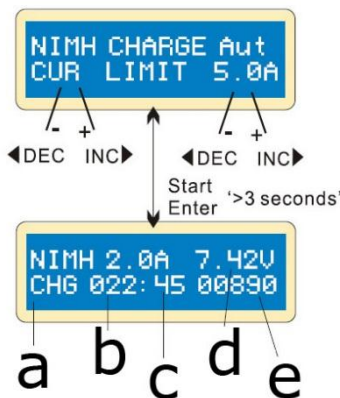 NIMH CHARGE Aut
CUR LIMIT 5.0A
- +
- +
◀DEC INC▶
◀DEC INC▶
Start
Enter '>3 seconds'
NIMH 2.0A 7.42V
CHG 022:45 00890
a b c d e